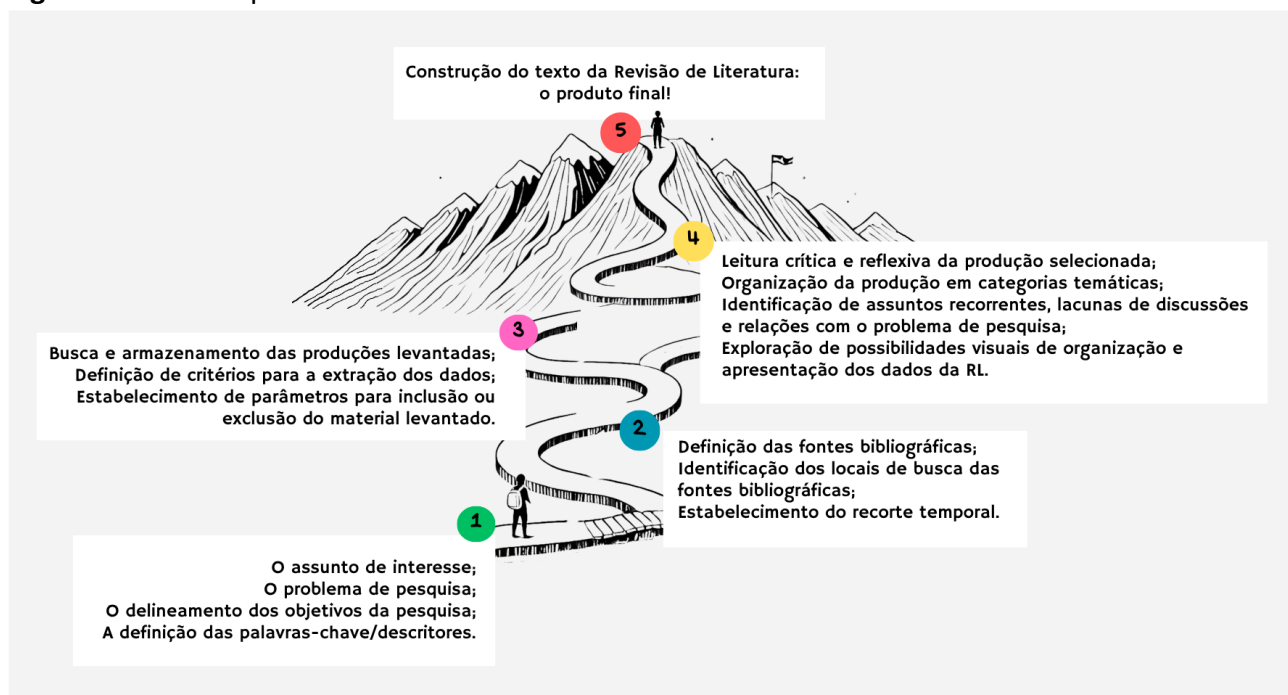 Construção do texto da Revisão de Literatura:
o produto final!
5
4
Leitura crítica e reflexiva da produção selecionada;
Organização da produção em categorias temáticas;
Identificação de assuntos recorrentes, lacunas de discussões
e relações com o problema de pesquisa;
Exploração de possibilidades visuais de organização e
apresentação dos dados da RL.
3
Busca e armazenamento das produções levantadas;
Definição de critérios para a extração dos dados;
Estabelecimento de parâmetros para inclusão ou
exclusão do material levantado.
2
Definição das fontes bibliográficas;
Identificação dos locais de busca das
fontes bibliográficas;
Estabelecimento do recorte temporal.
1
O assunto de interesse;
O problema de pesquisa;
O delineamento dos objetivos da pesquisa;
A definição das palavras-chave/descritores.